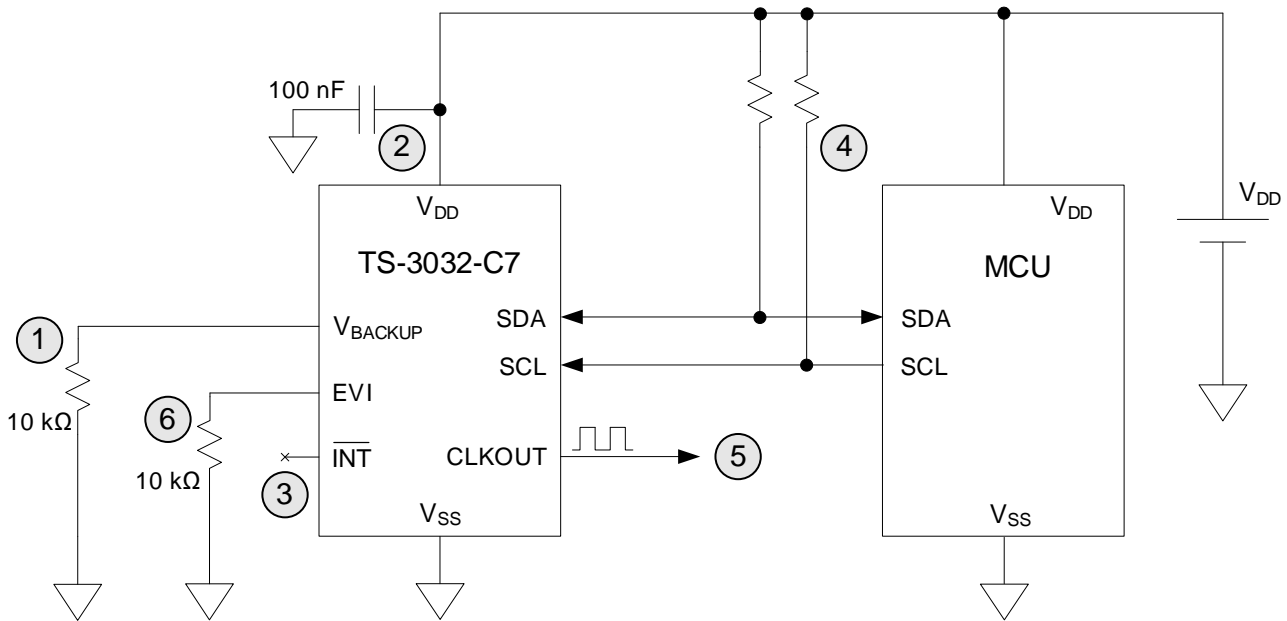 100 nF
2
4
V_DD
V_DD
V_DD
TS-3032-C7
MCU
1
V_BACKUP
SDA
SDA
SCL
SCL
EVI
10 kΩ
6
INT
CLKOUT
5
10 kΩ
3
V_SS
V_SS